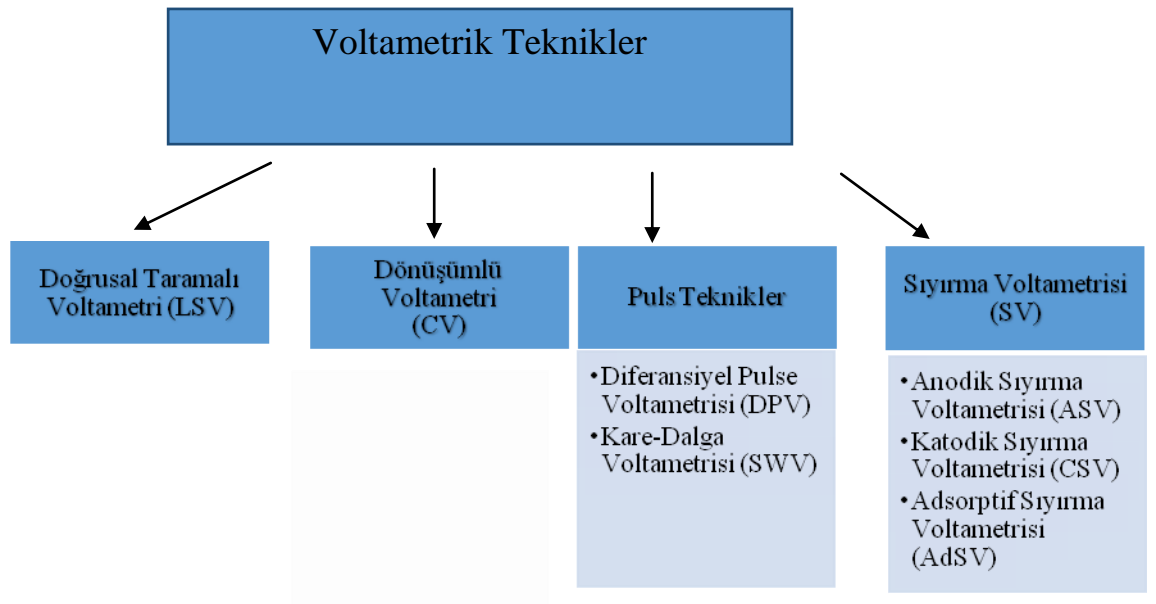 Voltametrik Teknikler
Doğrusal Taramalı
Voltametri (LSV)
Dönüşümlü
Voltametri
(CV)
Puls Teknikler
•Diferansiyel Pulse
Voltametrisi (DPV)
•Kare-Dalga
Voltametrisi (SWV)
Sıyırma Voltametrisi
(SV)
•Anodik Sıyırma
Voltametrisi (ASV)
•Katodik Sıyırma
Voltametrisi (CSV)
•Adsorptif Sıyırma
Voltametrisi
(AdSV)